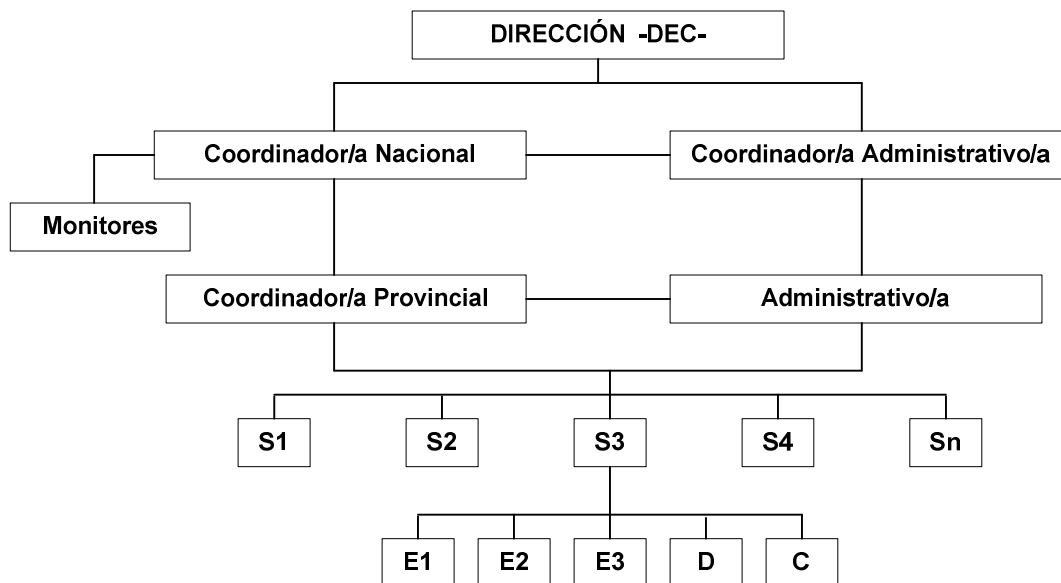 DIRECCIÓN -DEC-
Coordinador/a Nacional
Coordinador/a Administrativo/a
Monitores
Coordinador/a Provincial
Administrativo/a
S1
S2
S3
S4
Sn
E1
E2
E3
D
C